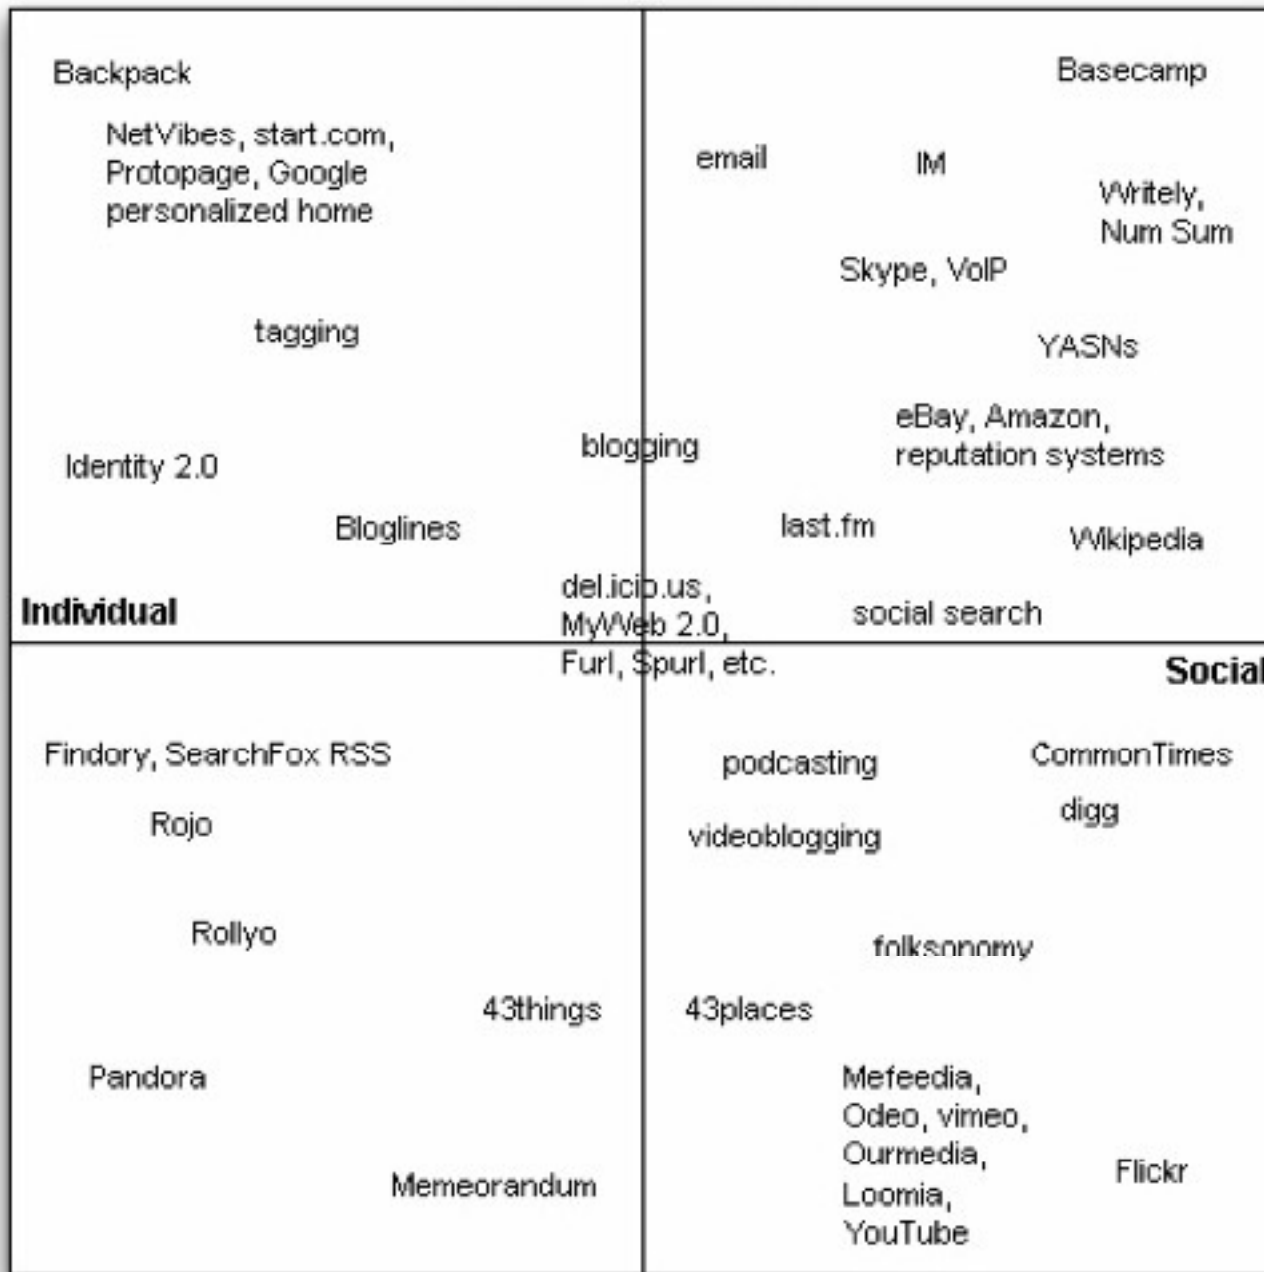 Backpack
NetVibes, start.com,
Protopage, Google
personalized home
tagging
Identity 2.0
Bloglines
Individual
blogging
del.icio.us,
MyWeb 2.0,
Furl, Spurl, etc.
Basecamp
email
IM
Writely,
Num Sum
Skype, VoIP
YASNs
eBay, Amazon,
reputation systems
last.fm
Wikipedia
social search
Social
Findory, SearchFox RSS
Rojo
Rollyo
43things
Pandora
Memeorandum
podcasting
CommonTimes
digg
videoblogging
folksonomy
43places
Mefeedia,
Odeo, vimeo,
Ourmedia,
Loomia,
YouTube
Flickr